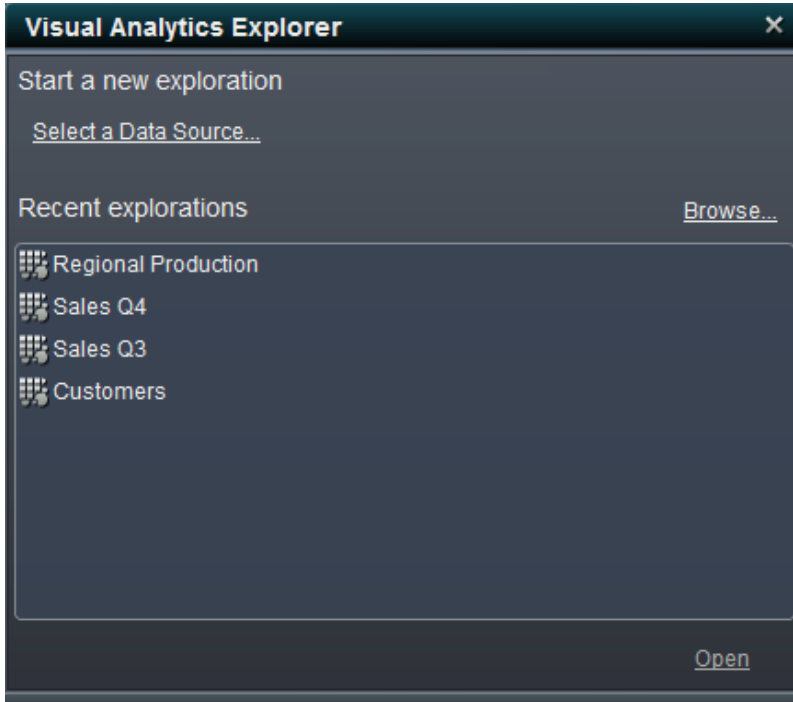 Visual Analytics Explorer
Start a new exploration
Select a Data Source...
Recent explorations Browse...
Regional Production
Sales Q4
Sales Q3
Customers
Open